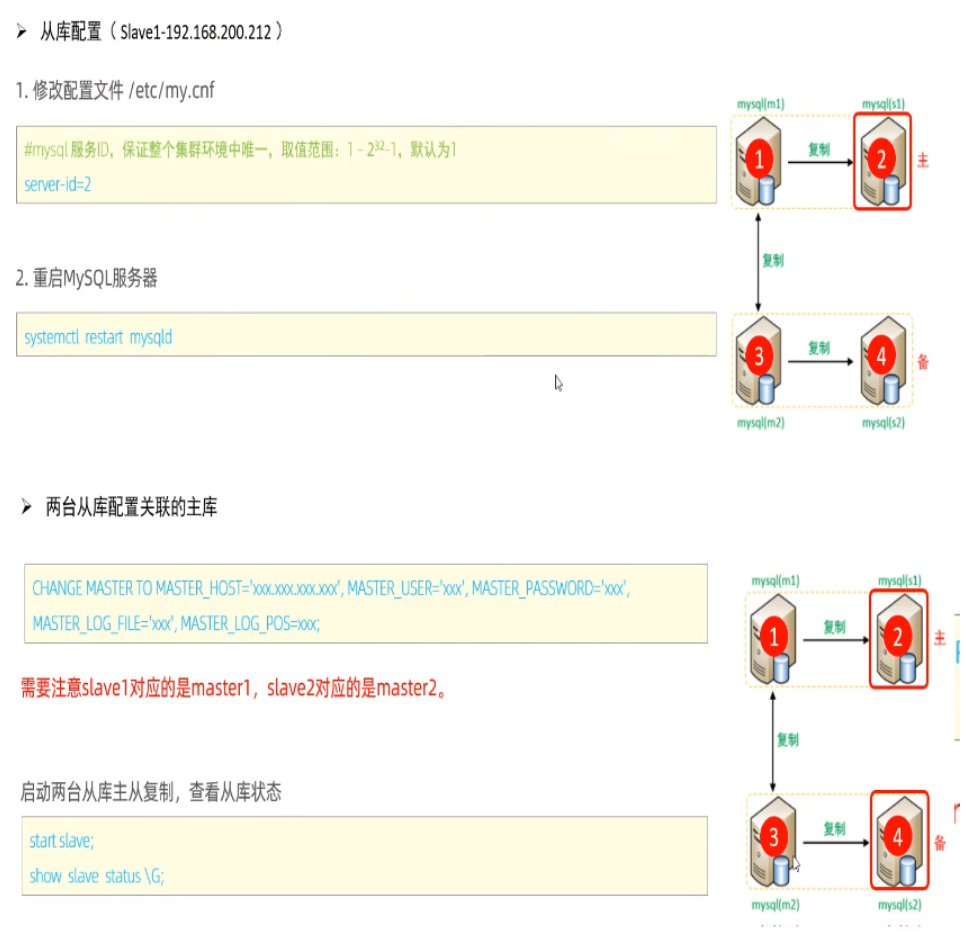 ➢ 从库配置（ Slave1-192.168.200.212 ）
1. 修改配置文件 /etc/my.cnf
#mysql 服务ID，保证整个集群环境中唯一，取值范围：1 – 2³²-1，默认为1
server-id=2
2. 重启MySQL服务器
systemctl restart mysqld
mysql(m1)
mysql(s1)
1
复制
2
主
复制
3
复制
4
备
mysql(m2)
mysql(s2)
➢ 两台从库配置关联的主库
CHANGE MASTER TO MASTER_HOST='xxx.xxx.xxx.xxx', MASTER_USER='xxx', MASTER_PASSWORD='xxx',
MASTER_LOG_FILE='xxx', MASTER_LOG_POS=xxx;
需要注意slave1对应的是master1，slave2对应的是master2。
启动两台从库主从复制，查看从库状态
start slave;
show slave status \G;
mysql(m1)
mysql(s1)
1
复制
2
主
复制
3
复制
4
备
mysql(m2)
mysql(s2)